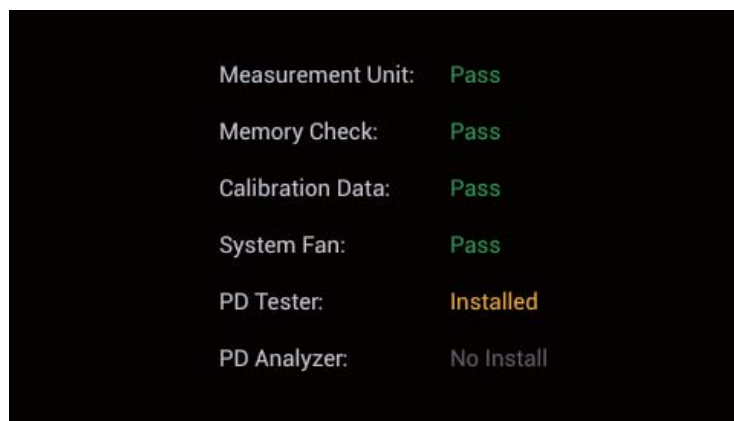 Measurement Unit: Pass
Memory Check: Pass
Calibration Data: Pass
System Fan: Pass
PD Tester: Installed
PD Analyzer: No Install